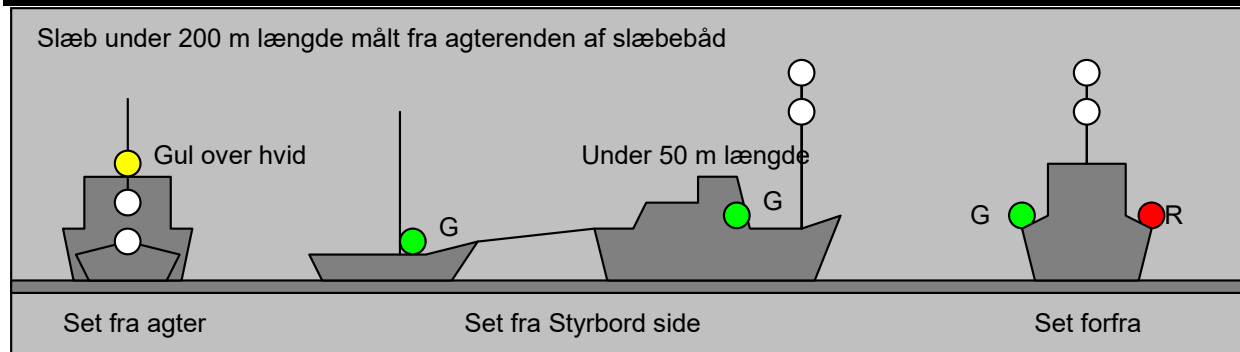 Slæb under 200 m længde målt fra agterenden af slæbebåd
Gul over hvid
Under 50 m længde
G
G
G
R
Set fra agter
Set fra Styrbord side
Set forfra